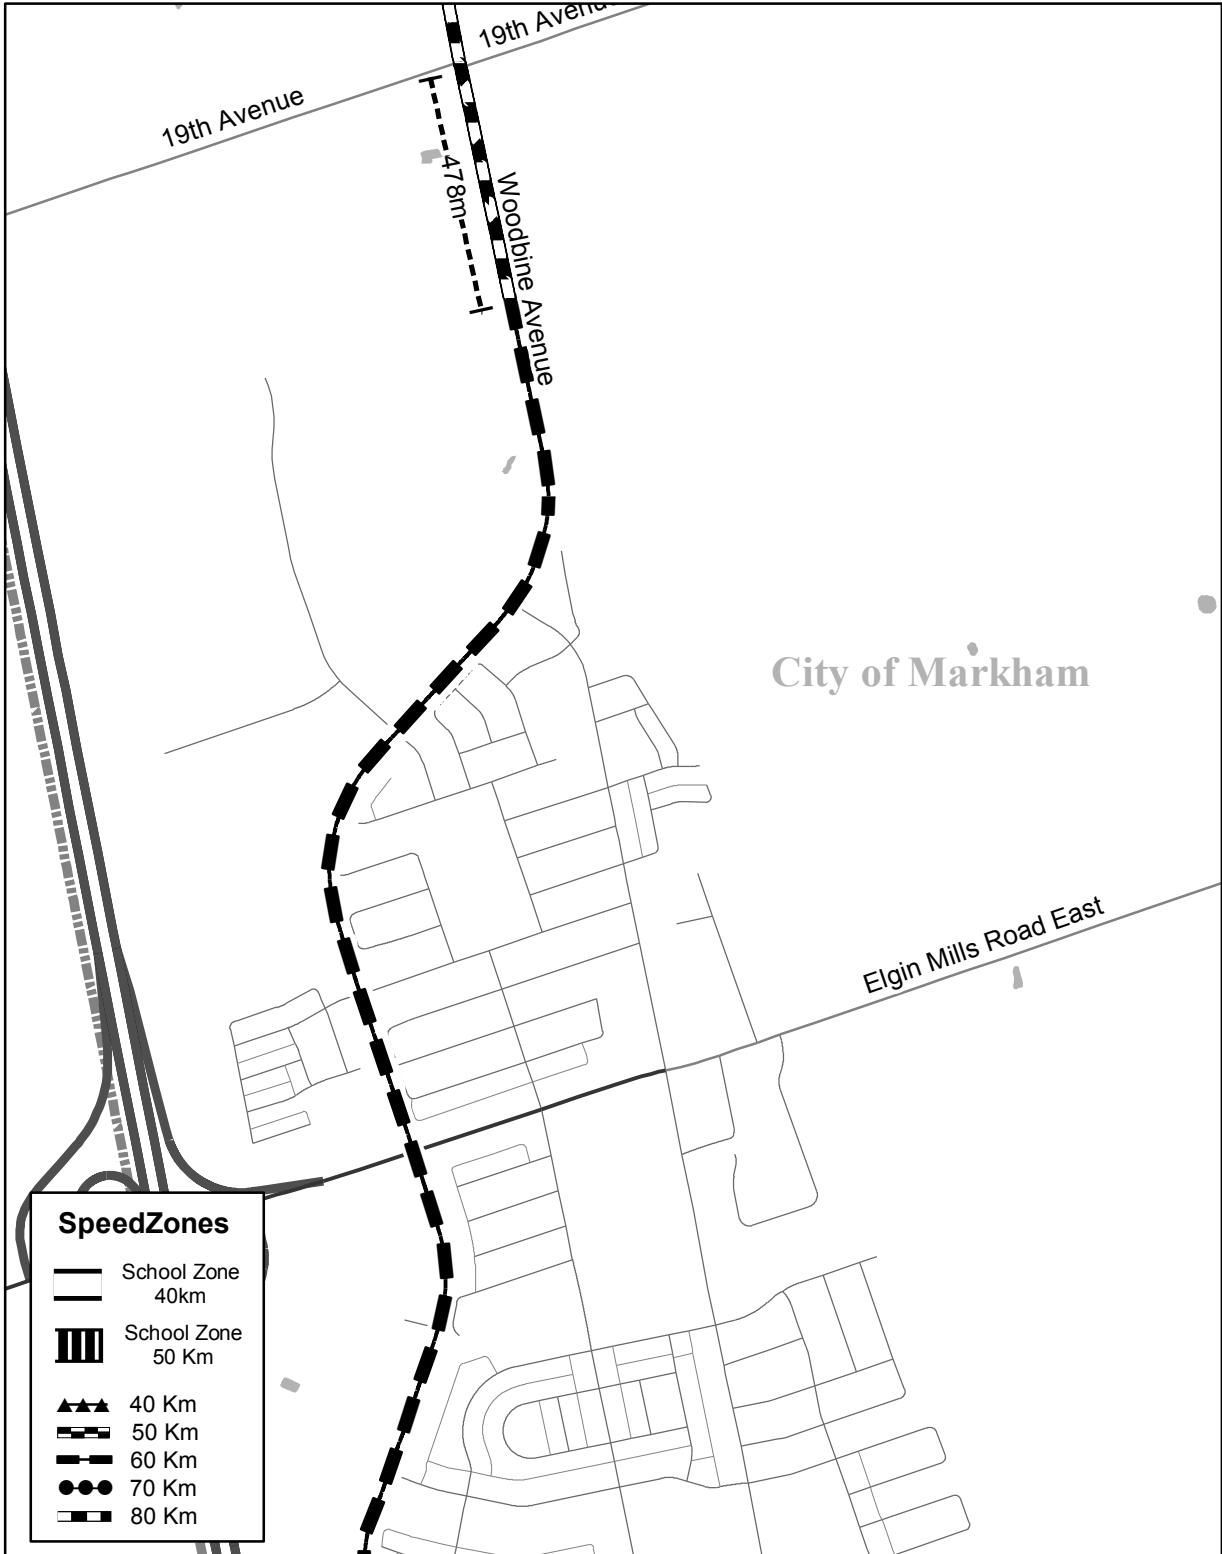 19th Avenue
19th Avenue
478m
Woodbine Avenue
City of Markham
Elgin Mills Road East
SpeedZones
School Zone
40km
School Zone
50 Km
40 Km
50 Km
60 Km
70 Km
80 Km